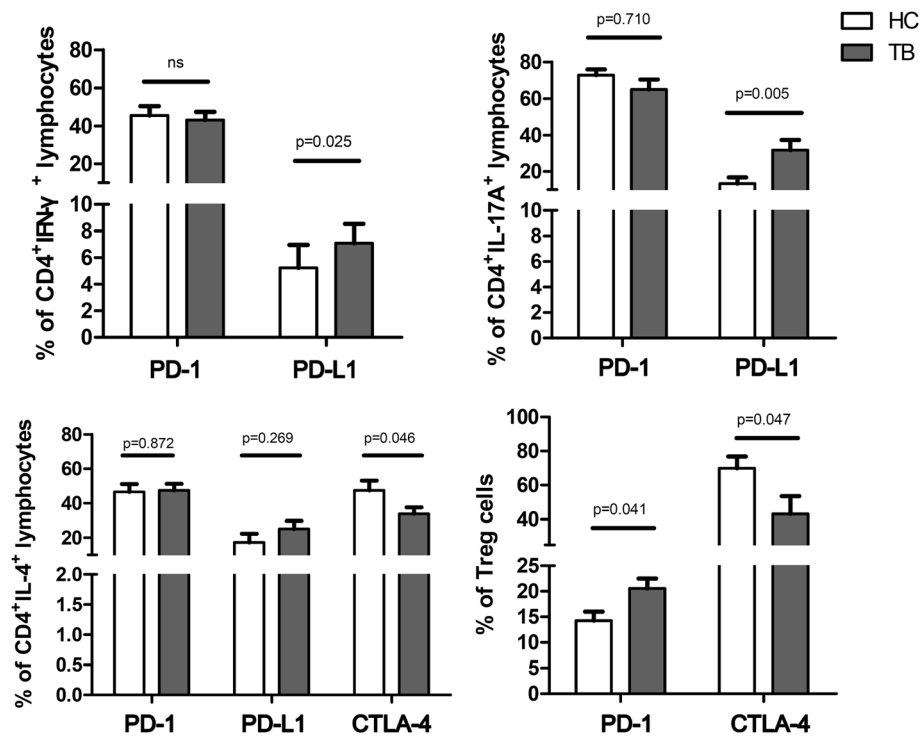 HC
TB
% of CD4⁺IFN-γ ⁺ lymphocytes
80
60
40
20
10
8
6
4
2
0
ns
p=0.025
PD-1
PD-L1
% of CD4⁺IL-17A⁺ lymphocytes
80
60
40
20
10
8
6
4
2
0
p=0.710
p=0.005
PD-1
PD-L1
% of CD4⁺IL-4⁺ lymphocytes
80
60
40
20
2.0
1.5
1.0
0.5
0.0
p=0.872
p=0.269
p=0.046
PD-1
PD-L1
CTLA-4
% of Treg cells
100
80
60
40
25
20
15
10
5
0
p=0.041
p=0.047
PD-1
CTLA-4